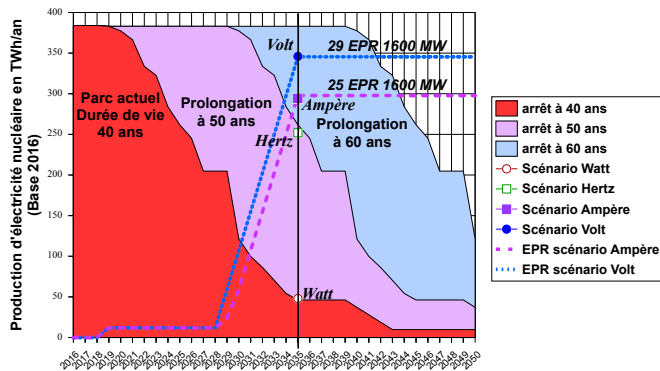 Production d'électricité nucléaire en TWh/an
(Base 2016)
400
350
300
250
200
150
100
50
0
Volt
29 EPR 1600 MW
25 EPR 1600MW
Ampère
Parc actuel
Durée de vie
40 ans
Prolongation
à 50 ans
Hertz
Prolongation
à 60 ans
Watt
2016
2017
2018
2019
2020
2021
2022
2023
2024
2025
2026
2027
2028
2029
2030
2031
2032
2033
2034
2035
2036
2037
2038
2039
2040
2041
2042
2043
2044
2045
2046
2047
2048
2049
2050
arrêt à 40 ans
arrêt à 50 ans
arrêt à 60 ans
Scénario Watt
Scénario Hertz
Scénario Ampère
Scénario Volt
EPR scénario Ampère
EPR scénario Volt